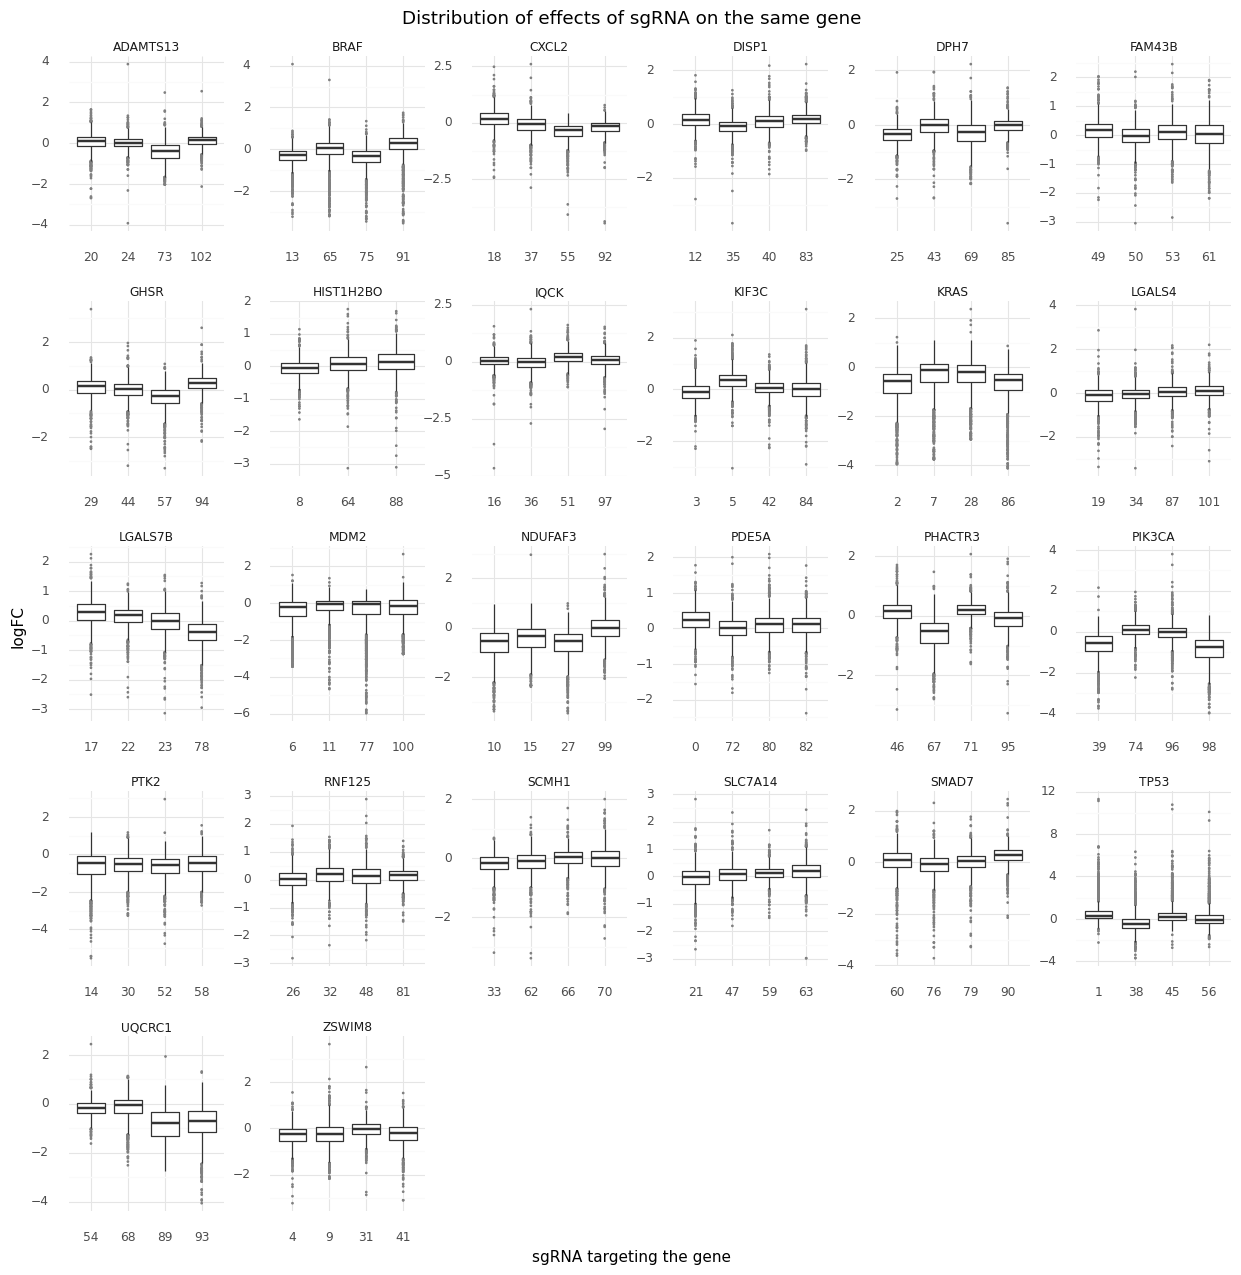 Distribution of effects of sgRNA on the same gene
ADAMTS13 BRAF CXCL2 DISP1 DPH7 FAM43B
4 2 0 −2 −4
4 2 0 −2
2.5 0 −2.5
2 0 −2
2 0 −2
2 1 0 −1 −2 −3
20 24 73 102 13 65 75 91 18 37 55 92 12 35 40 83 25 43 69 85 49 50 53 61
GHSR HIST1H2BO IQCK KIF3C KRAS LGALS4
2 0 −2
2 1 0 −1 −2 −3
2.5 0 −2.5 −5
2 0 −2
2 0 −2 −4
4 2 0 −2
29 44 57 94 8 64 88 16 36 51 97 3 5 42 84 2 7 28 86 19 34 87 101
LGALS7B MDM2 NDUFAF3 PDE5A PHACTR3 PIK3CA
2 1 0 −1 −2 −3
2 0 −2 −4 −6
2 0 −2
2 1 0 −1 −2
2 0 −2
4 2 0 −2 −4
17 22 23 78 6 11 77 100 10 15 27 99 0 72 80 82 46 67 71 95 39 74 96 98
logFC
PTK2 RNF125 SCMH1 SLC7A14 SMAD7 TP53
2 0 −2 −4
3 2 1 0 −1 −2 −3
2 0 −2
3 2 1 0 −1 −2 −3
2 0 −2 −4
12 8 4 0 −4
14 30 52 58 26 32 48 81 33 62 66 70 21 47 59 63 60 76 79 90 1 38 45 56
UQCRC1 ZSWIM8
2 0 −2 −4
2 0 −2
54 68 89 93 4 9 31 41
sgRNA targeting the gene